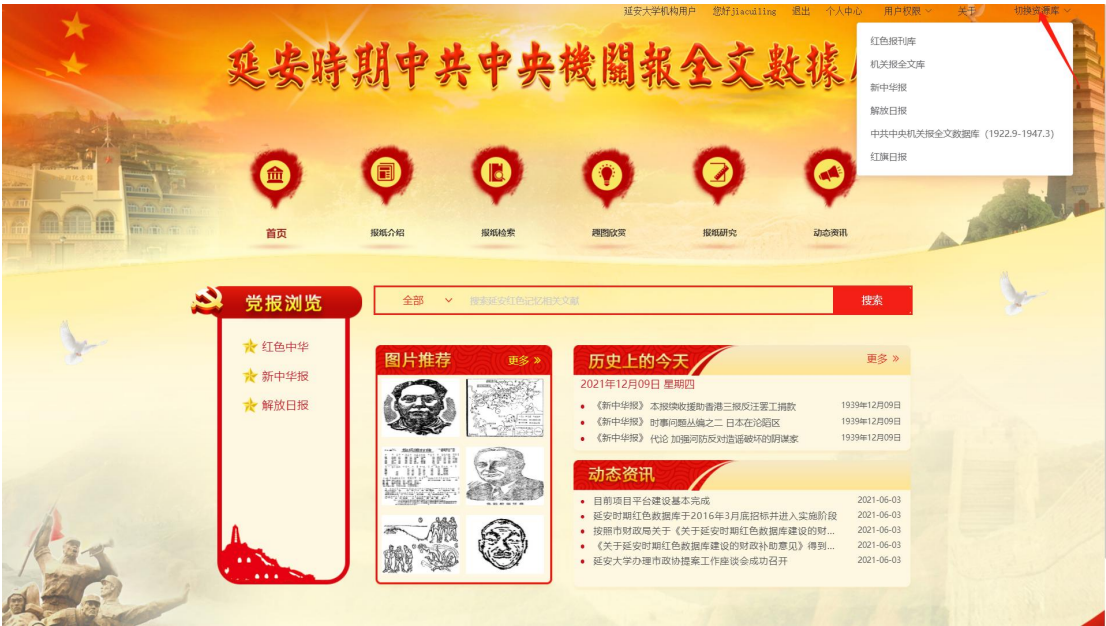 延安大学机构用户 您好jiacuiling 退出 个人中心 用户权限 关于 切换资源库
延安時期中共中央機關報全文數據
红色报刊库
机关报全文库
新中华报
解放日报
中共中央机关报全文数据库（1922.9-1947.3）
红旗日报
首页 报纸介绍 报纸检索 趣图欣赏 报纸研究 动态资讯
党报浏览
红色中华
新中华报
解放日报
全部 搜索延安红色记忆相关文献 搜索
图片推荐 更多 »
历史上的今天 更多 »
2021年12月09日 星期四
《新中华报》 本报续收援助香港三报反汪罢工捐款 1939年12月09日
《新中华报》 时事问题丛编之二 日本在沦陷区 1939年12月09日
《新中华报》 代论 加强河防反对造谣破坏的阴谋家 1939年12月09日
动态资讯
目前项目平台建设基本完成 2021-06-03
延安时期红色数据库于2016年3月底招标并进入实施阶段 2021-06-03
按照市财政局关于《关于延安时期红色数据库建设的财... 2021-06-03
《关于延安时期红色数据库建设的财政补助意见》得到... 2021-06-03
延安大学办理市政协提案工作座谈会成功召开 2021-06-03